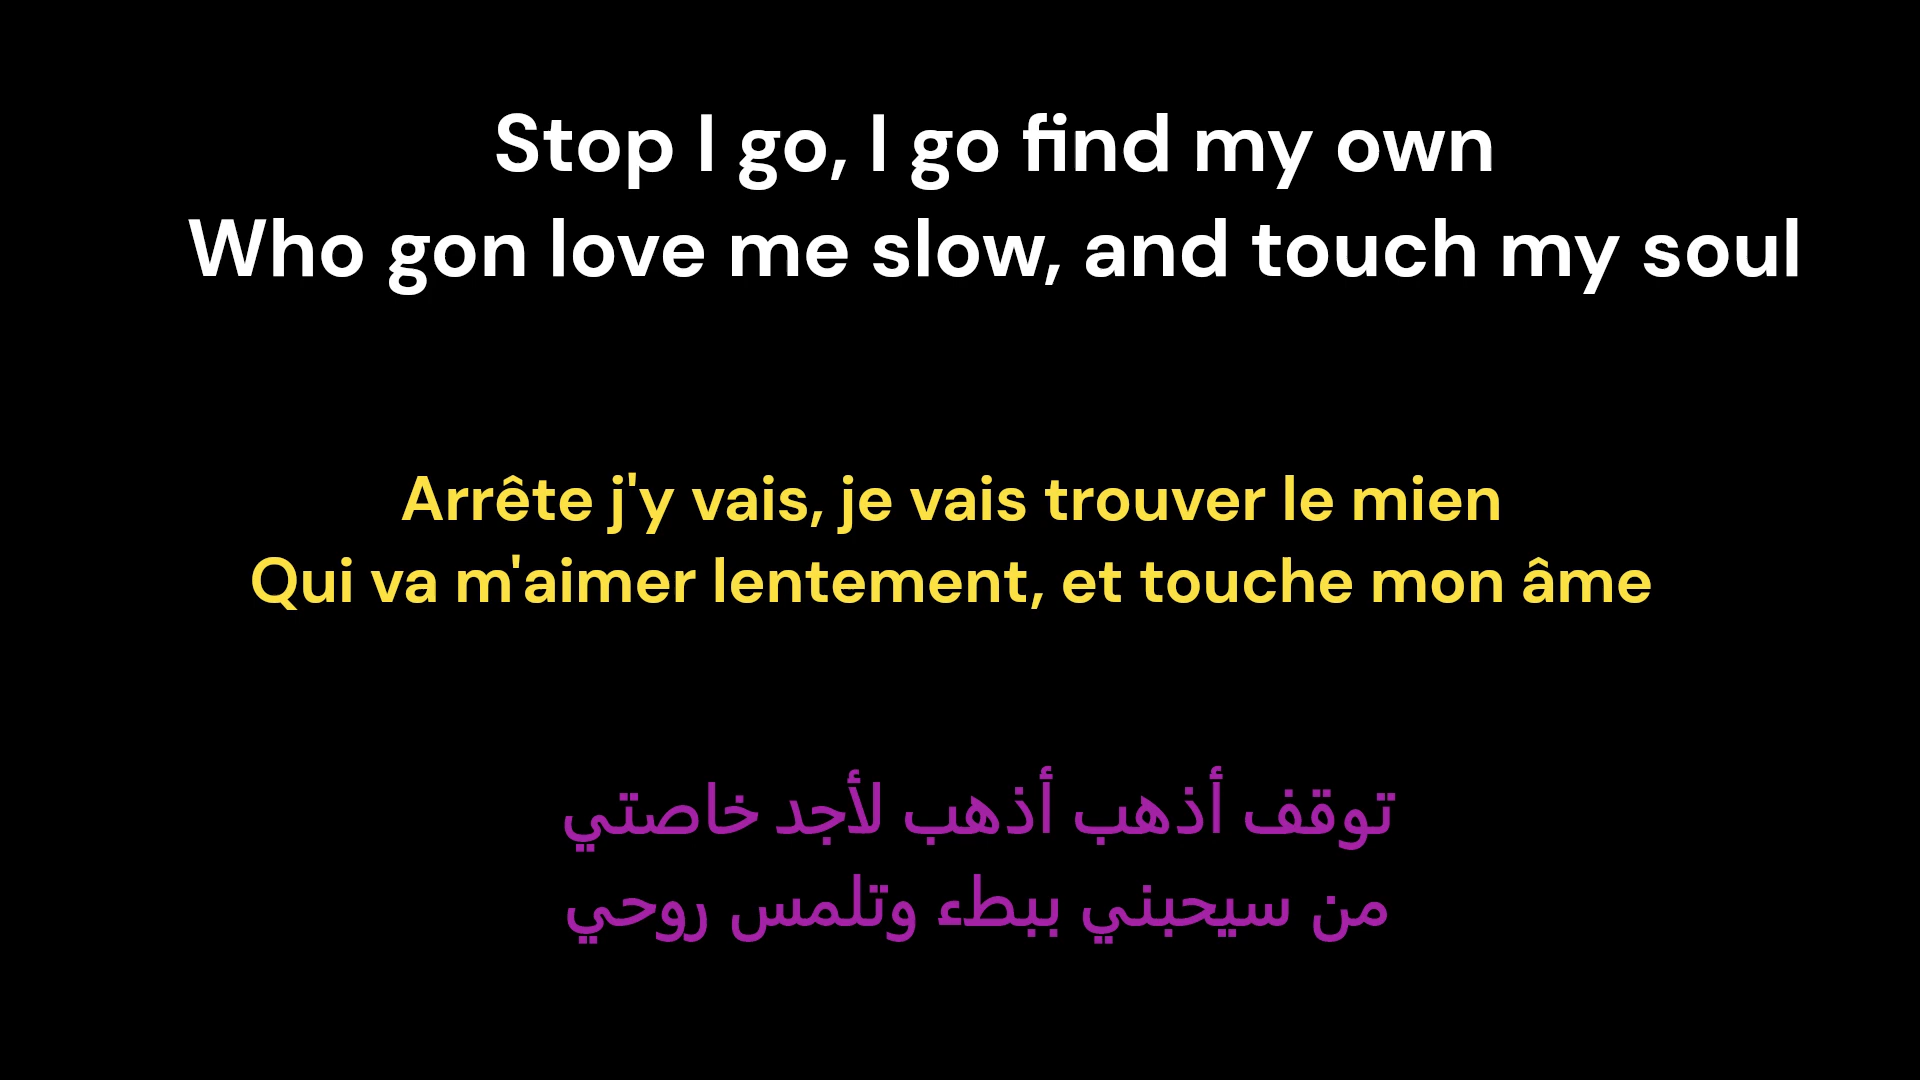 Stop I go, I go find my own
Who gon love me slow, and touch my soul
Arrête j'y vais, je vais trouver le mien
Qui va m'aimer lentement, et touche mon âme
توقف أذهب أذهب لأجد خاصتي
من سيحبني ببطء وتلمس روحي